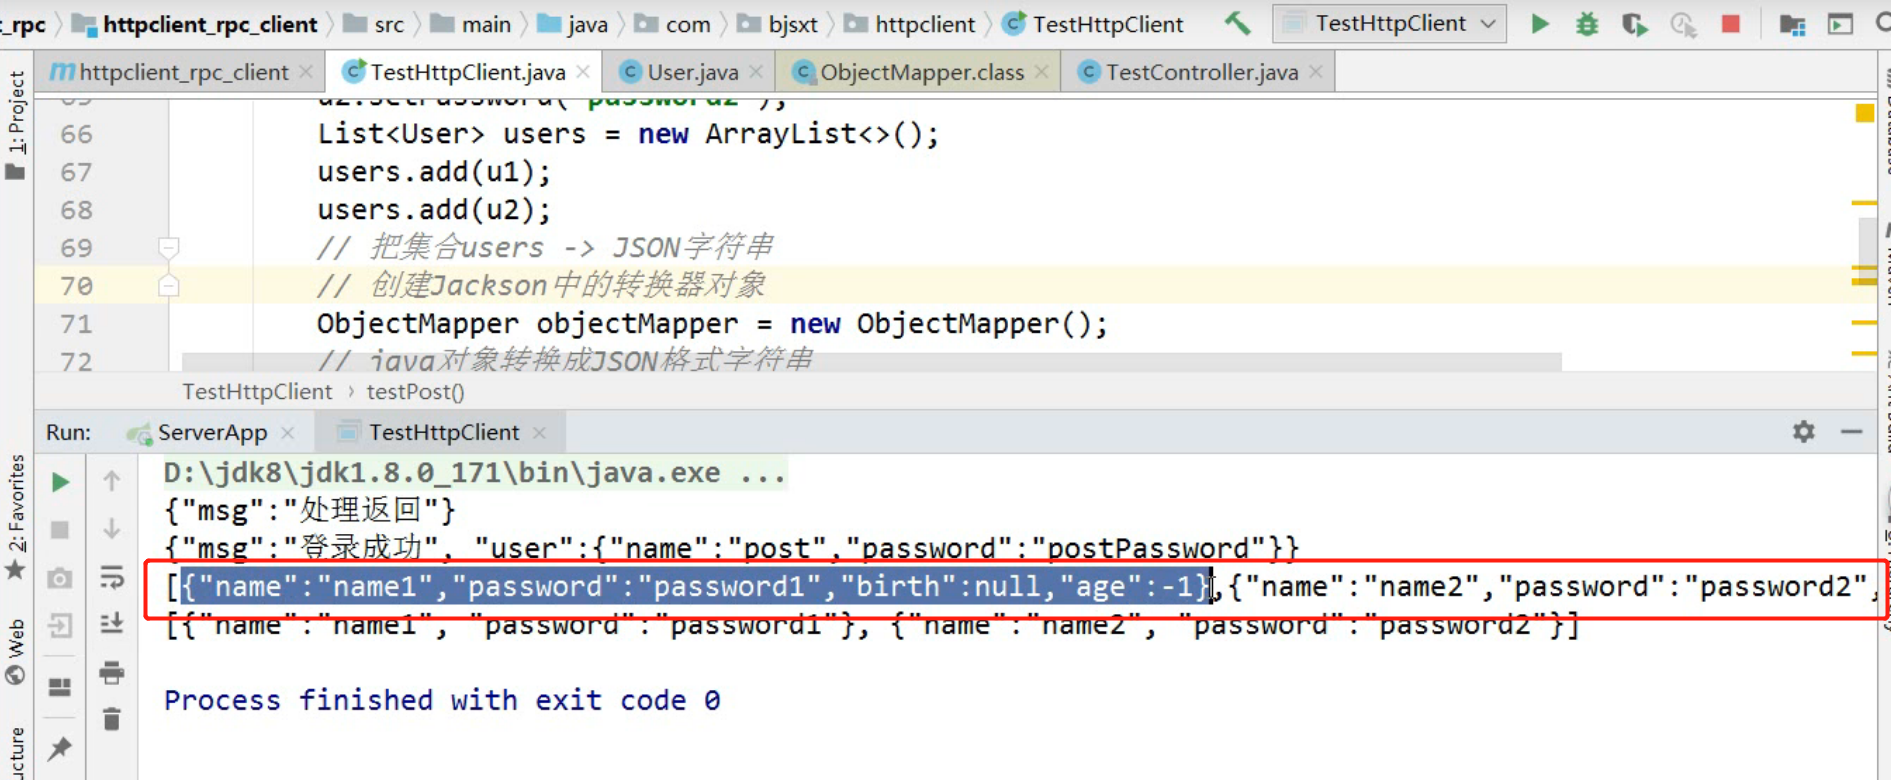 _rpc httpclient_rpc_client src main java com bjsxt httpclient TestHttpClient TestHttpClient
httpclient_rpc_client TestHttpClient.java User.java ObjectMapper.class TestController.java
1: Project
u2.setPassword("password2");
66 List<User> users = new ArrayList<>();
67 users.add(u1);
68 users.add(u2);
69 // 把集合users -> JSON字符串
70 // 创建Jackson中的转换器对象
71 ObjectMapper objectMapper = new ObjectMapper();
72 // java对象转换成JSON格式字符串
TestHttpClient › testPost()
Run: ServerApp TestHttpClient
D:\jdk8\jdk1.8.0_171\bin\java.exe ...
{"msg":"处理返回"}
{"msg":"登录成功", "user":{"name":"post","password":"postPassword"}}
[{"name":"name1","password":"password1","birth":null,"age":-1},{"name":"name2","password":"password2",
[{"name":"name1", "password":"password1"}, {"name":"name2", "password":"password2"}]
Process finished with exit code 0
2: Favorites
Web
ucture